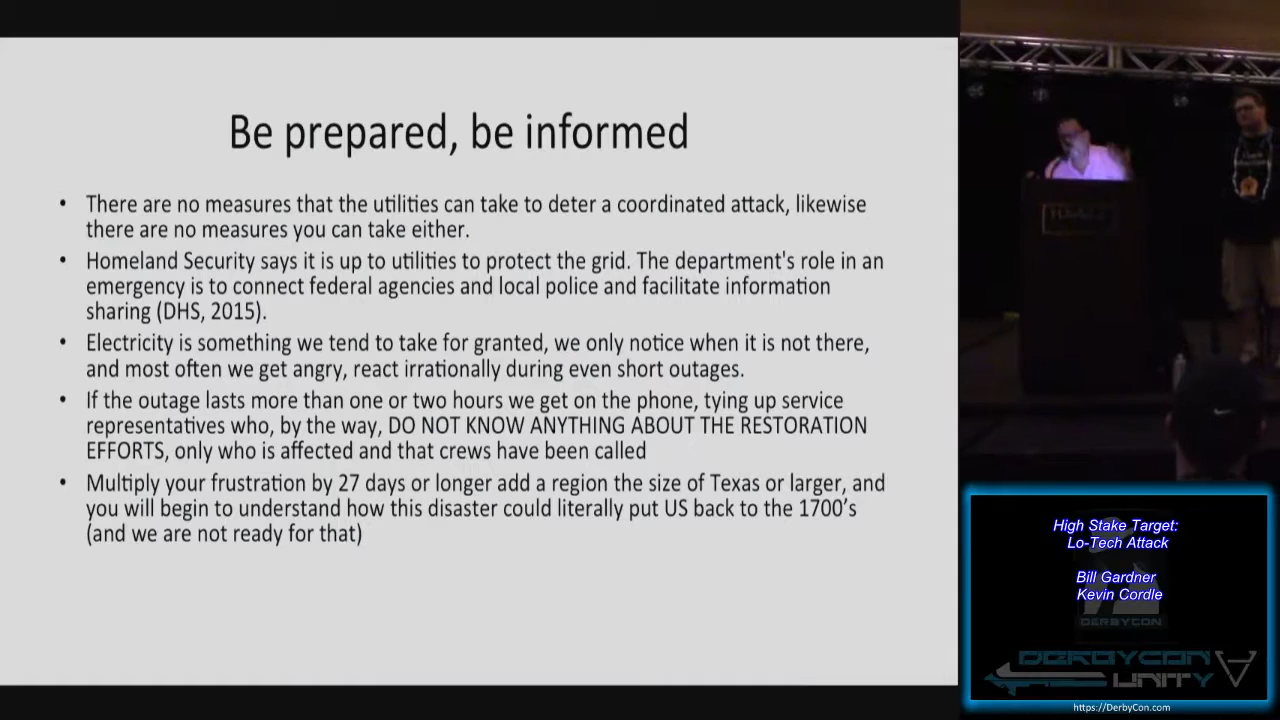 Be prepared, be informed
• There are no measures that the utilities can take to deter a coordinated attack, likewise
there are no measures you can take either.
• Homeland Security says it is up to utilities to protect the grid. The department's role in an
emergency is to connect federal agencies and local police and facilitate information
sharing (DHS, 2015).
• Electricity is something we tend to take for granted, we only notice when it is not there,
and most often we get angry, react irrationally during even short outages.
• If the outage lasts more than one or two hours we get on the phone, tying up service
representatives who, by the way, DO NOT KNOW ANYTHING ABOUT THE RESTORATION
EFFORTS, only who is affected and that crews have been called
• Multiply your frustration by 27 days or longer add a region the size of Texas or larger, and
you will begin to understand how this disaster could literally put US back to the 1700's
(and we are not ready for that)
High Stake Target:
Lo-Tech Attack
Bill Gardner
Kevin Cordle
DERBYCON
DERBYCON
UNITY
https://DerbyCon.com